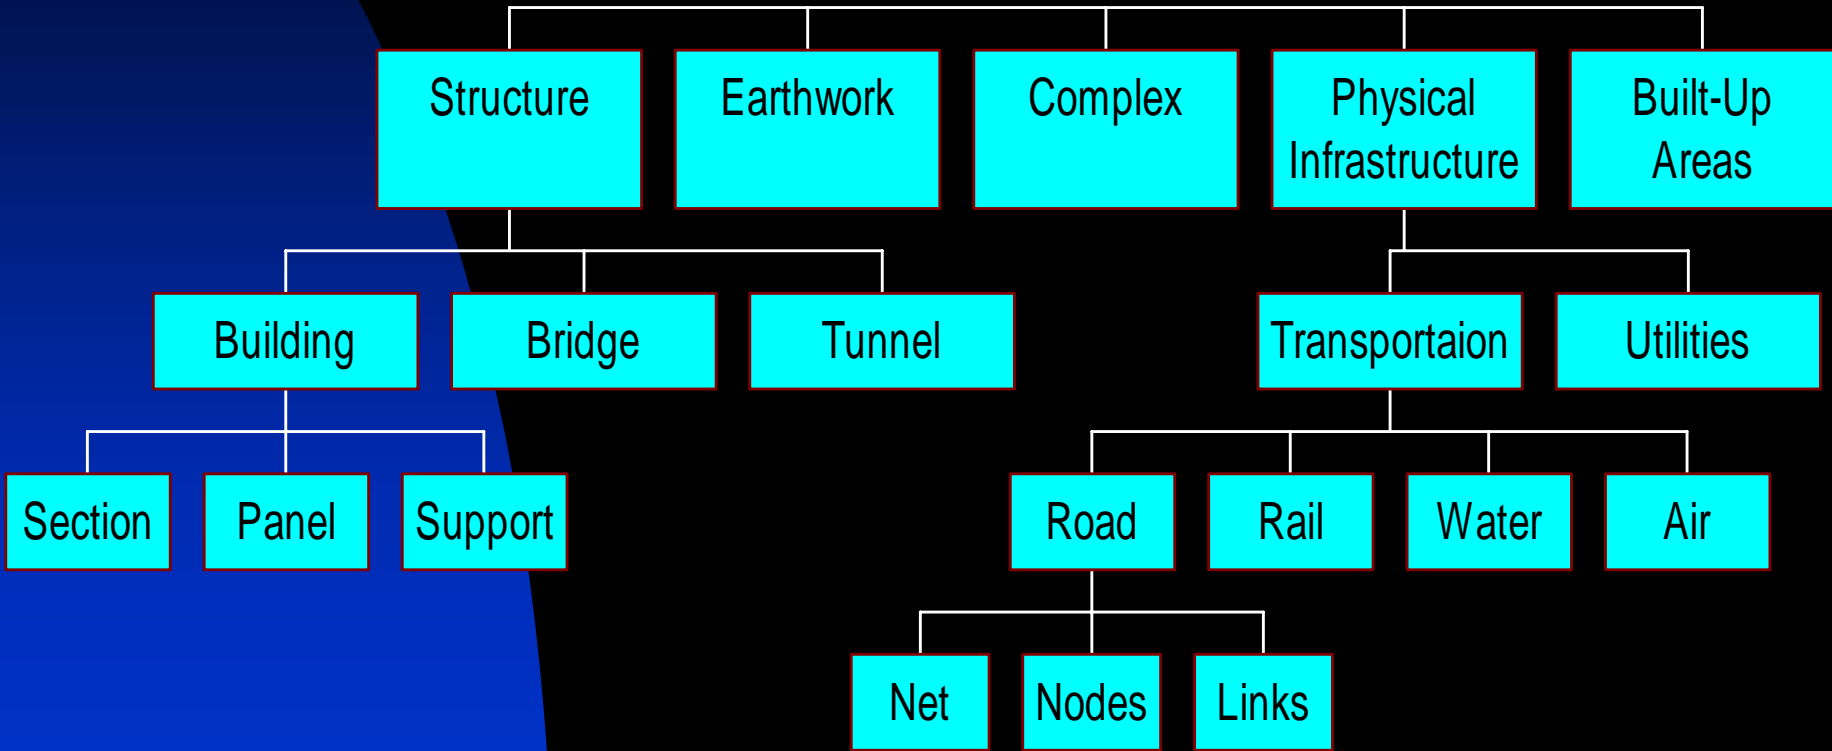 Structure
Earthwork
Complex
Physical
Infrastructure
Built-Up
Areas
Building
Bridge
Tunnel
Transportaion
Utilities
Section
Panel
Support
Road
Rail
Water
Air
Net
Nodes
Links